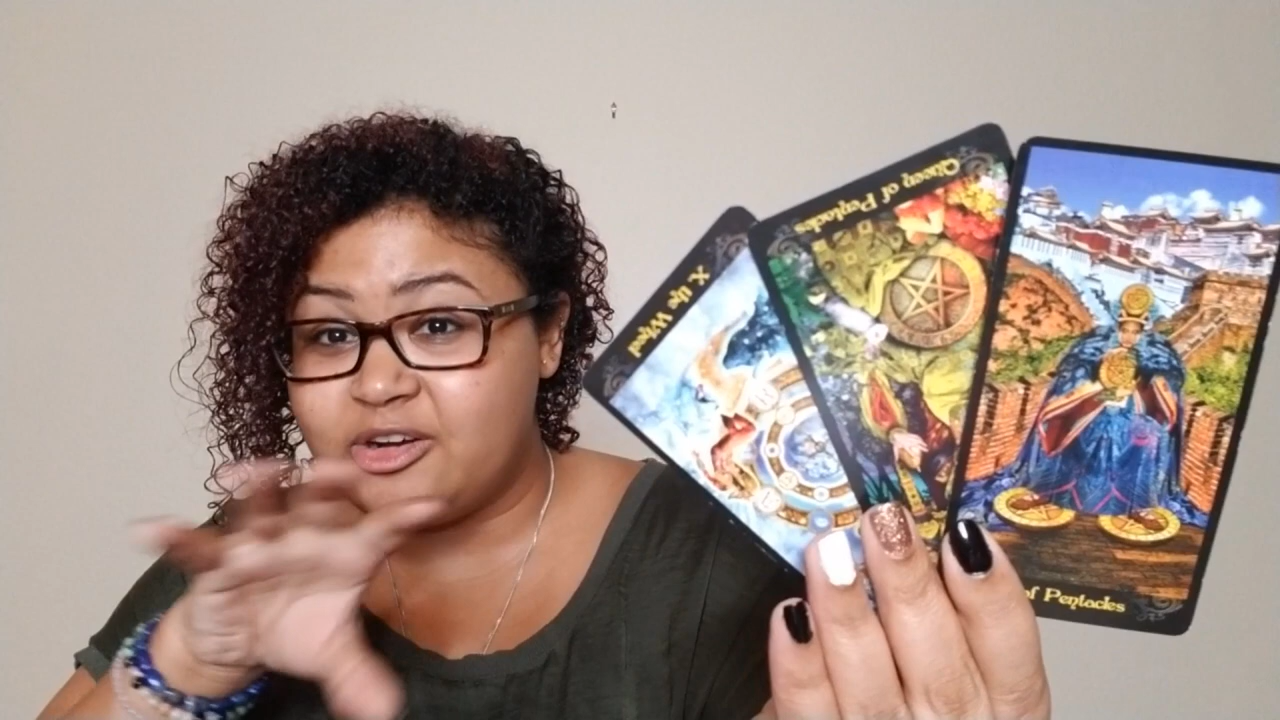 X the Wheel
Queen of Pentacles
of Pentacles